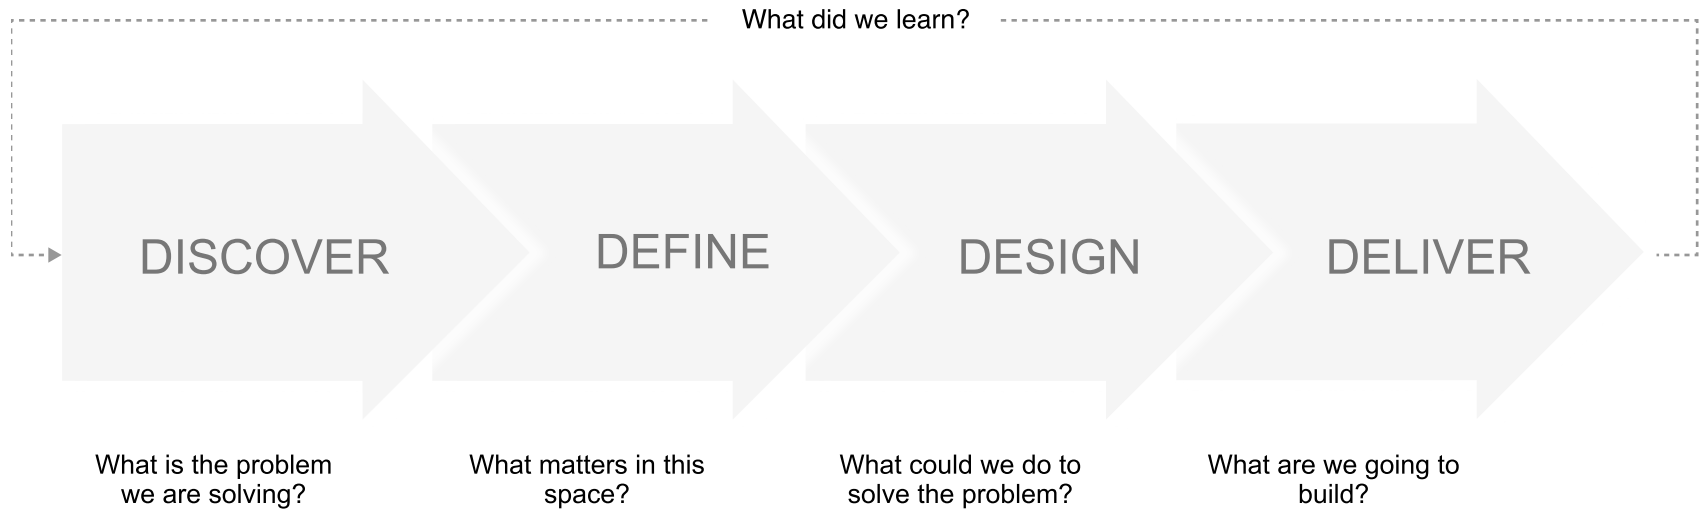 What did we learn?
DISCOVER
DEFINE
DESIGN
DELIVER
What is the problem
we are solving?
What matters in this
space?
What could we do to
solve the problem?
What are we going to
build?